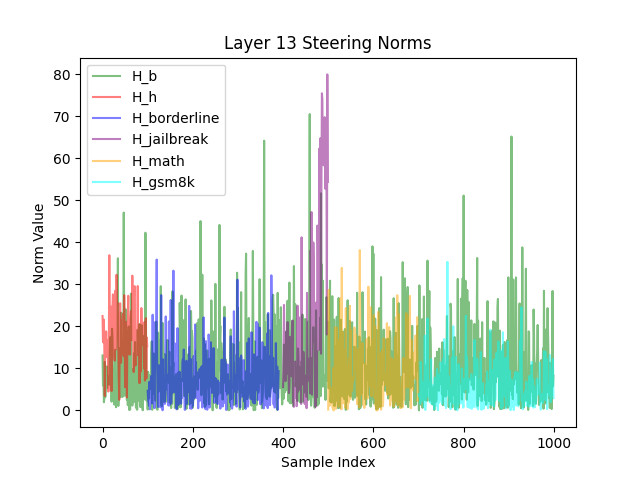 Layer 13 Steering Norms
80
70
60
50
40
30
20
10
0
Norm Value
H_b
H_h
H_borderline
H_jailbreak
H_math
H_gsm8k
0
200
400
600
800
1000
Sample Index